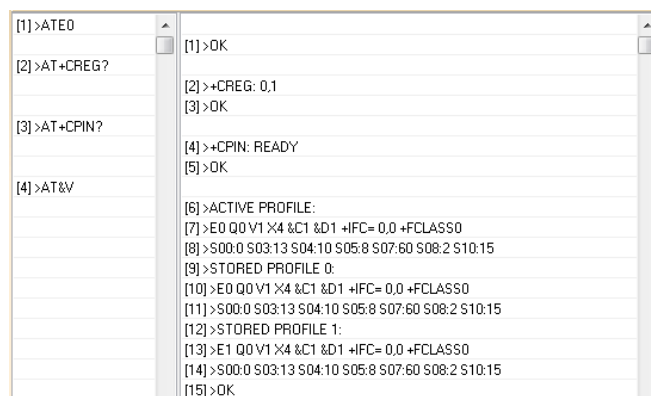 [1]>ATE0
[1]>OK
[2]>AT+CREG?
[2]>+CREG: 0,1
[3]>OK
[3]>AT+CPIN?
[4]>+CPIN: READY
[5]>OK
[4]>AT&V
[6]>ACTIVE PROFILE:
[7]>E0 Q0 V1 X4 &C1 &D1 +IFC= 0,0 +FCLASS0
[8]>S00:0 S03:13 S04:10 S05:8 S07:60 S08:2 S10:15
[9]>STORED PROFILE 0:
[10]>E0 Q0 V1 X4 &C1 &D1 +IFC= 0,0 +FCLASS0
[11]>S00:0 S03:13 S04:10 S05:8 S07:60 S08:2 S10:15
[12]>STORED PROFILE 1:
[13]>E1 Q0 V1 X4 &C1 &D1 +IFC= 0,0 +FCLASS0
[14]>S00:0 S03:13 S04:10 S05:8 S07:60 S08:2 S10:15
[15]>OK